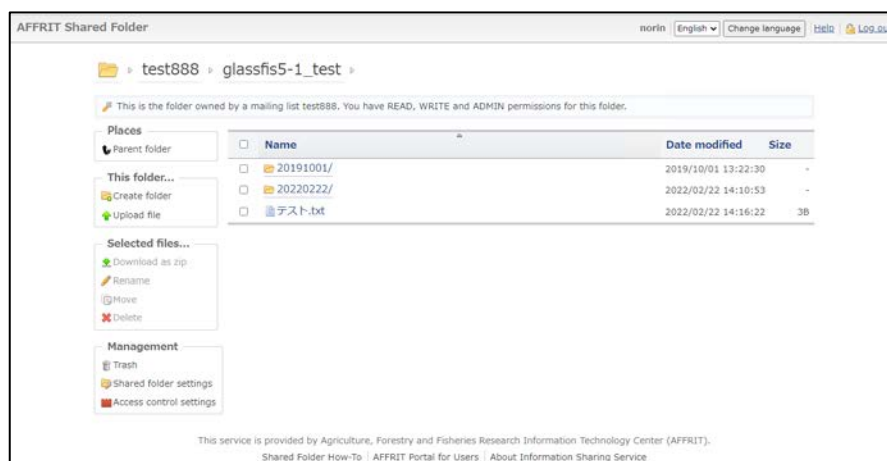 AFFRIT Shared Folder norin English Change language Help Log ou
test888 glassfis5-1_test
This is the folder owned by a mailing list test888. You have READ, WRITE and ADMIN permissions for this folder.
Places
Parent folder
This folder...
Create folder
Upload file
Selected files...
Download as zip
Rename
Move
Delete
Management
Trash
Shared folder settings
Access control settings
Name Date modified Size
20191001/ 2019/10/01 13:22:30 -
20220222/ 2022/02/22 14:10:53 -
テスト.txt 2022/02/22 14:16:22 3B
This service is provided by Agriculture, Forestry and Fisheries Research Information Technology Center (AFFRIT).
Shared Folder How-To | AFFRIT Portal for Users | About Information Sharing Service